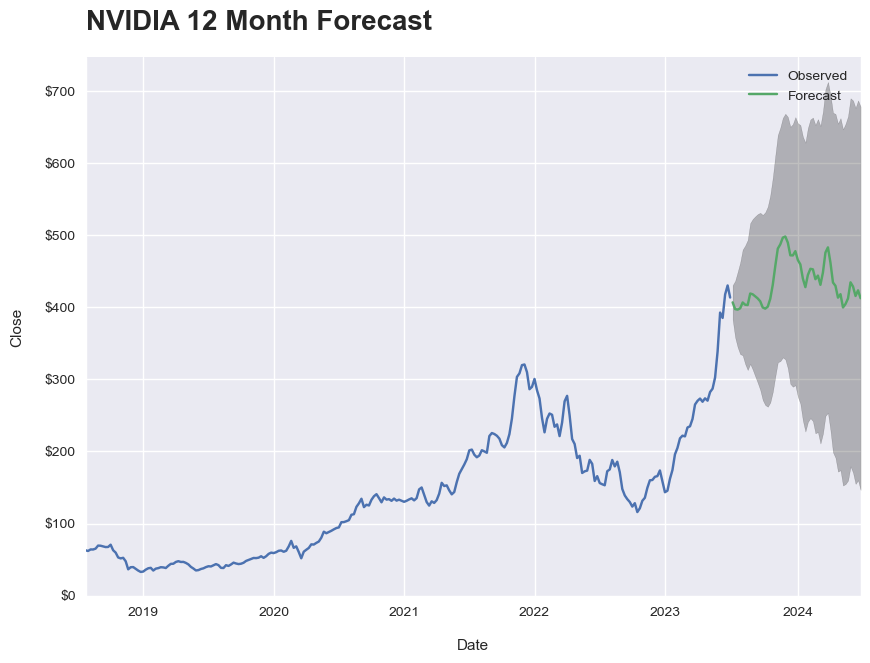 NVIDIA 12 Month Forecast
Observed
Forecast
$700
$600
$500
$400
$300
$200
$100
$0
Close
2019 2020 2021 2022 2023 2024
Date